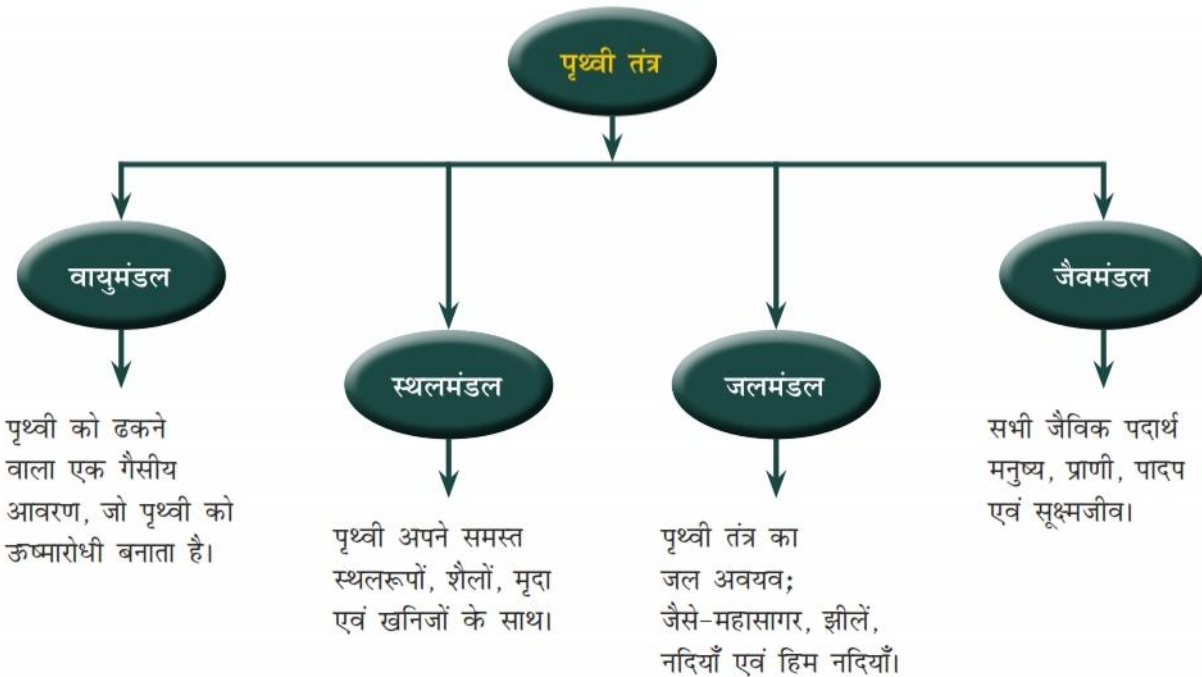 पृथ्वी तंत्र
वायुमंडल
पृथ्वी को ढकने
वाला एक गैसीय
आवरण, जो पृथ्वी को
ऊष्मारोधी बनाता है।
स्थलमंडल
पृथ्वी अपने समस्त
स्थलरूपों, शैलों, मृदा
एवं खनिजों के साथ।
जलमंडल
पृथ्वी तंत्र का
जल अवयव;
जैसे-महासागर, झीलें,
नदियाँ एवं हिम नदियाँ।
जैवमंडल
सभी जैविक पदार्थ
मनुष्य, प्राणी, पादप
एवं सूक्ष्मजीव।